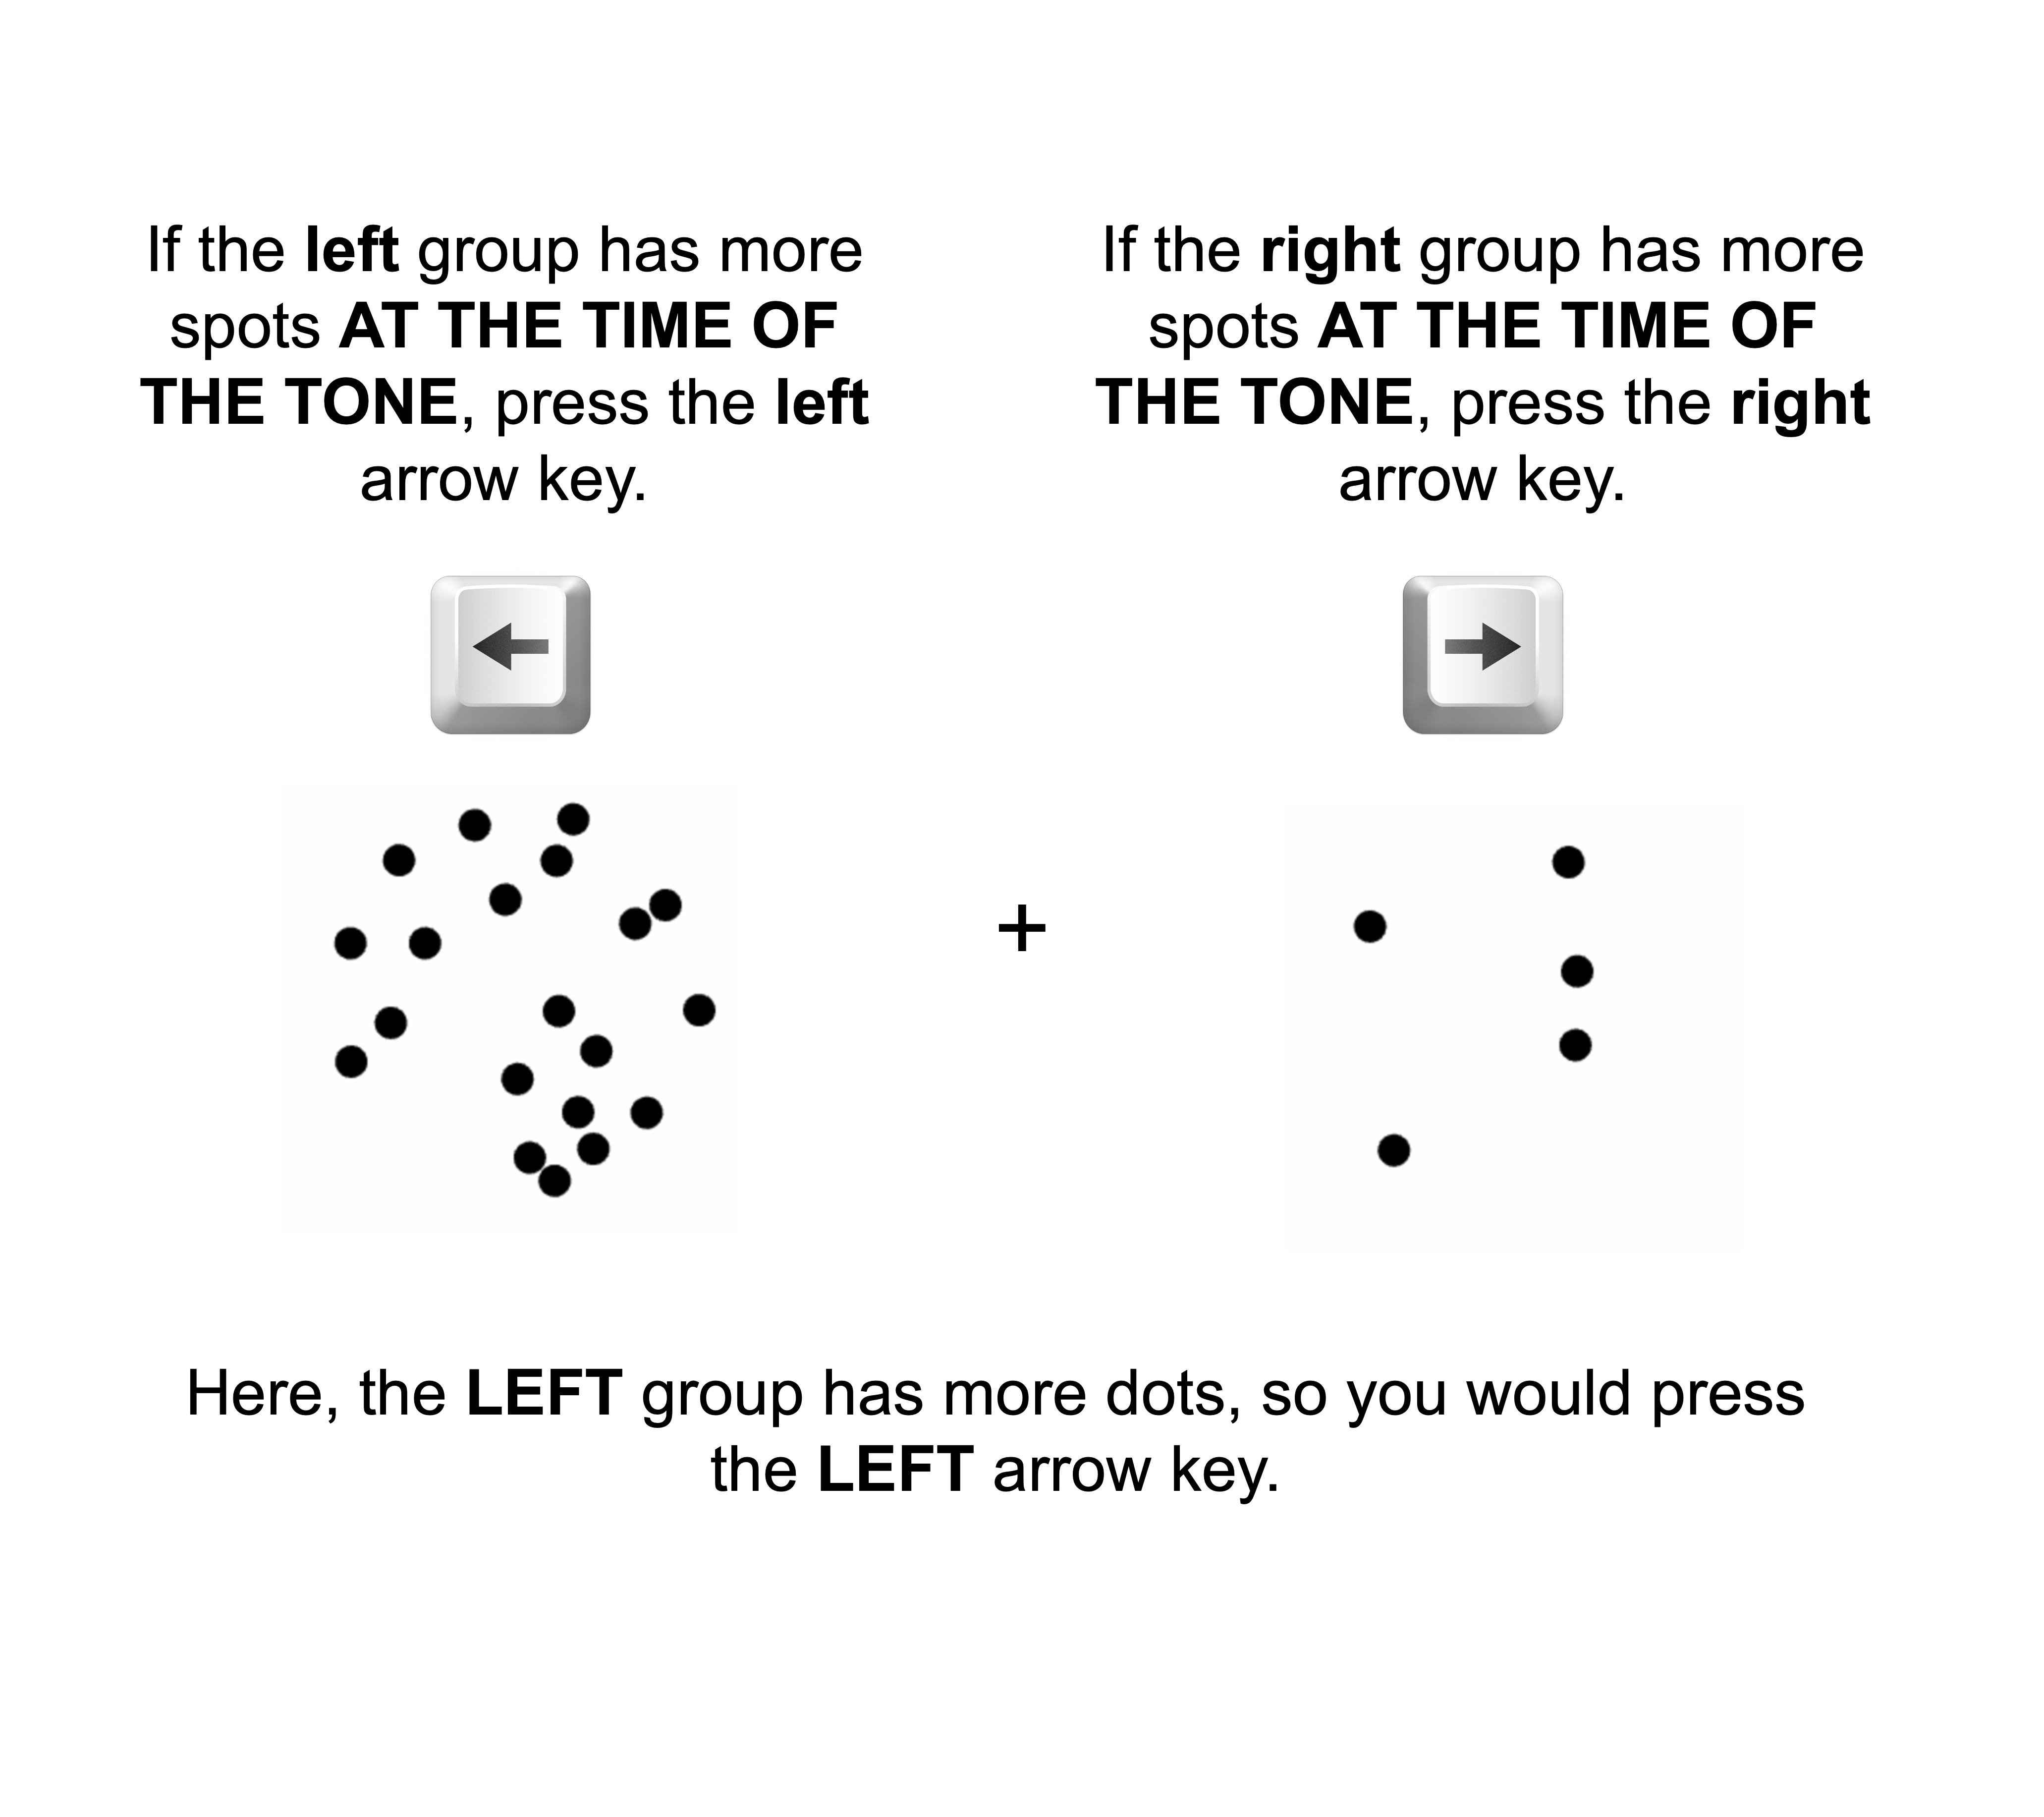 If the left group has more
spots AT THE TIME OF
THE TONE, press the left
arrow key.
If the right group has more
spots AT THE TIME OF
THE TONE, press the right
arrow key.
+
Here, the LEFT group has more dots, so you would press
the LEFT arrow key.